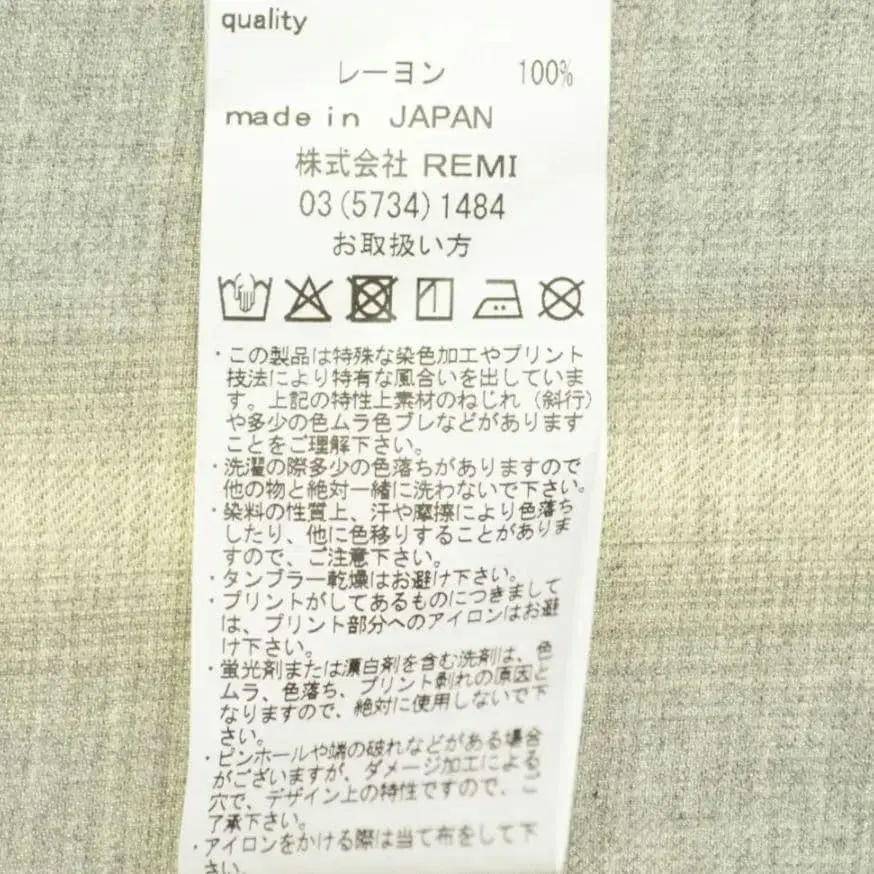 quality
レーヨン 100%
made in JAPAN
株式会社 REMI
03(5734)1484
お取扱い方
・この製品は特殊な染色加工やプリント
技法により特有な風合いを出していま
す。上記の特性上素材のねじれ（斜行）
や多少の色ムラ色ブレなどがあります
ことをご理解下さい。
・洗濯の際多少の色落ちがありますので
他の物と絶対一緒に洗わないで下さい。
・染料の性質上、汗や摩擦により色落ち
したり、他に色移りすることがありま
すので、ご注意下さい。
・タンブラー乾燥はお避け下さい。
・プリントがしてあるものにつきまして
は、プリント部分へのアイロンはお避
け下さい。
・蛍光剤または漂白剤を含む洗剤は、色
ムラ、色落ち、プリント剥れの原因と
なりますので、絶対に使用しないで下
さい。
・ピンホールや端の破れなどがある場合
がございますが、ダメージ加工による
穴で、デザイン上の特性ですので、ご
了承下さい。
・アイロンをかける際は当て布をして下
さい。